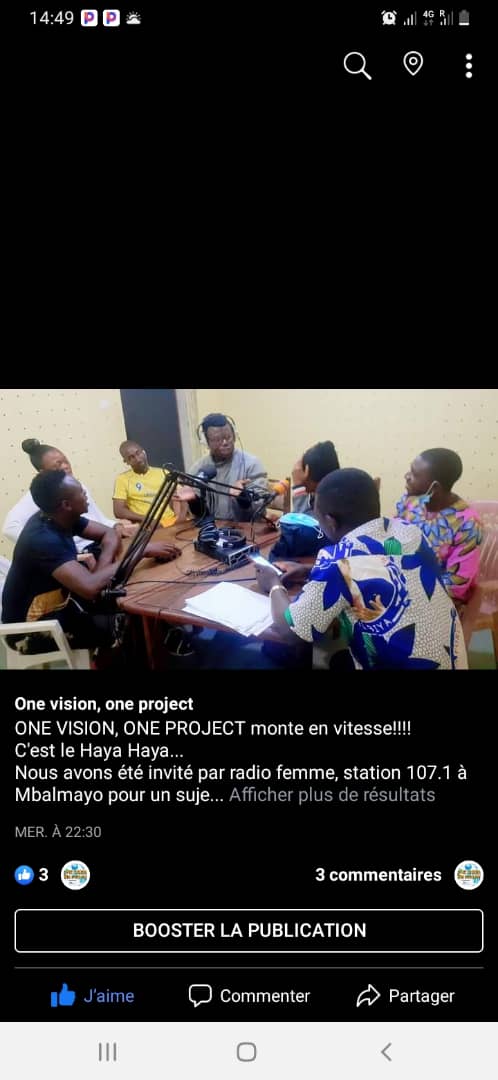 14:49
4G R
One vision, one project
ONE VISION, ONE PROJECT monte en vitesse!!!!
C'est le Haya Haya...
Nous avons été invité par radio femme, station 107.1 à
Mbalmayo pour un suje... Afficher plus de résultats
MER. À 22:30
3
3 commentaires
BOOSTER LA PUBLICATION
J'aime
Commenter
Partager